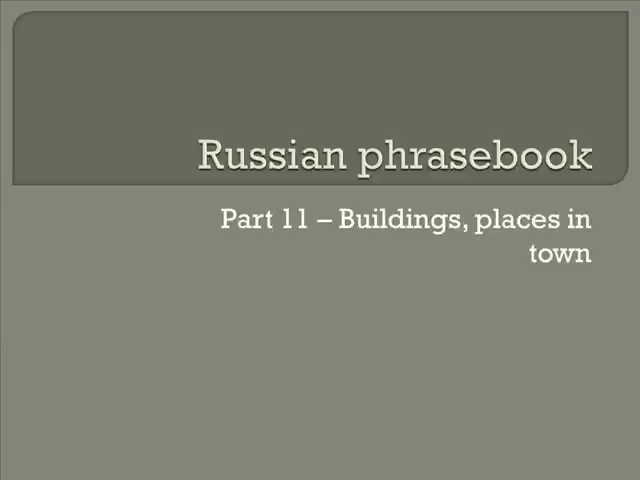 Russian phrasebook
Part 11 – Buildings, places in
town